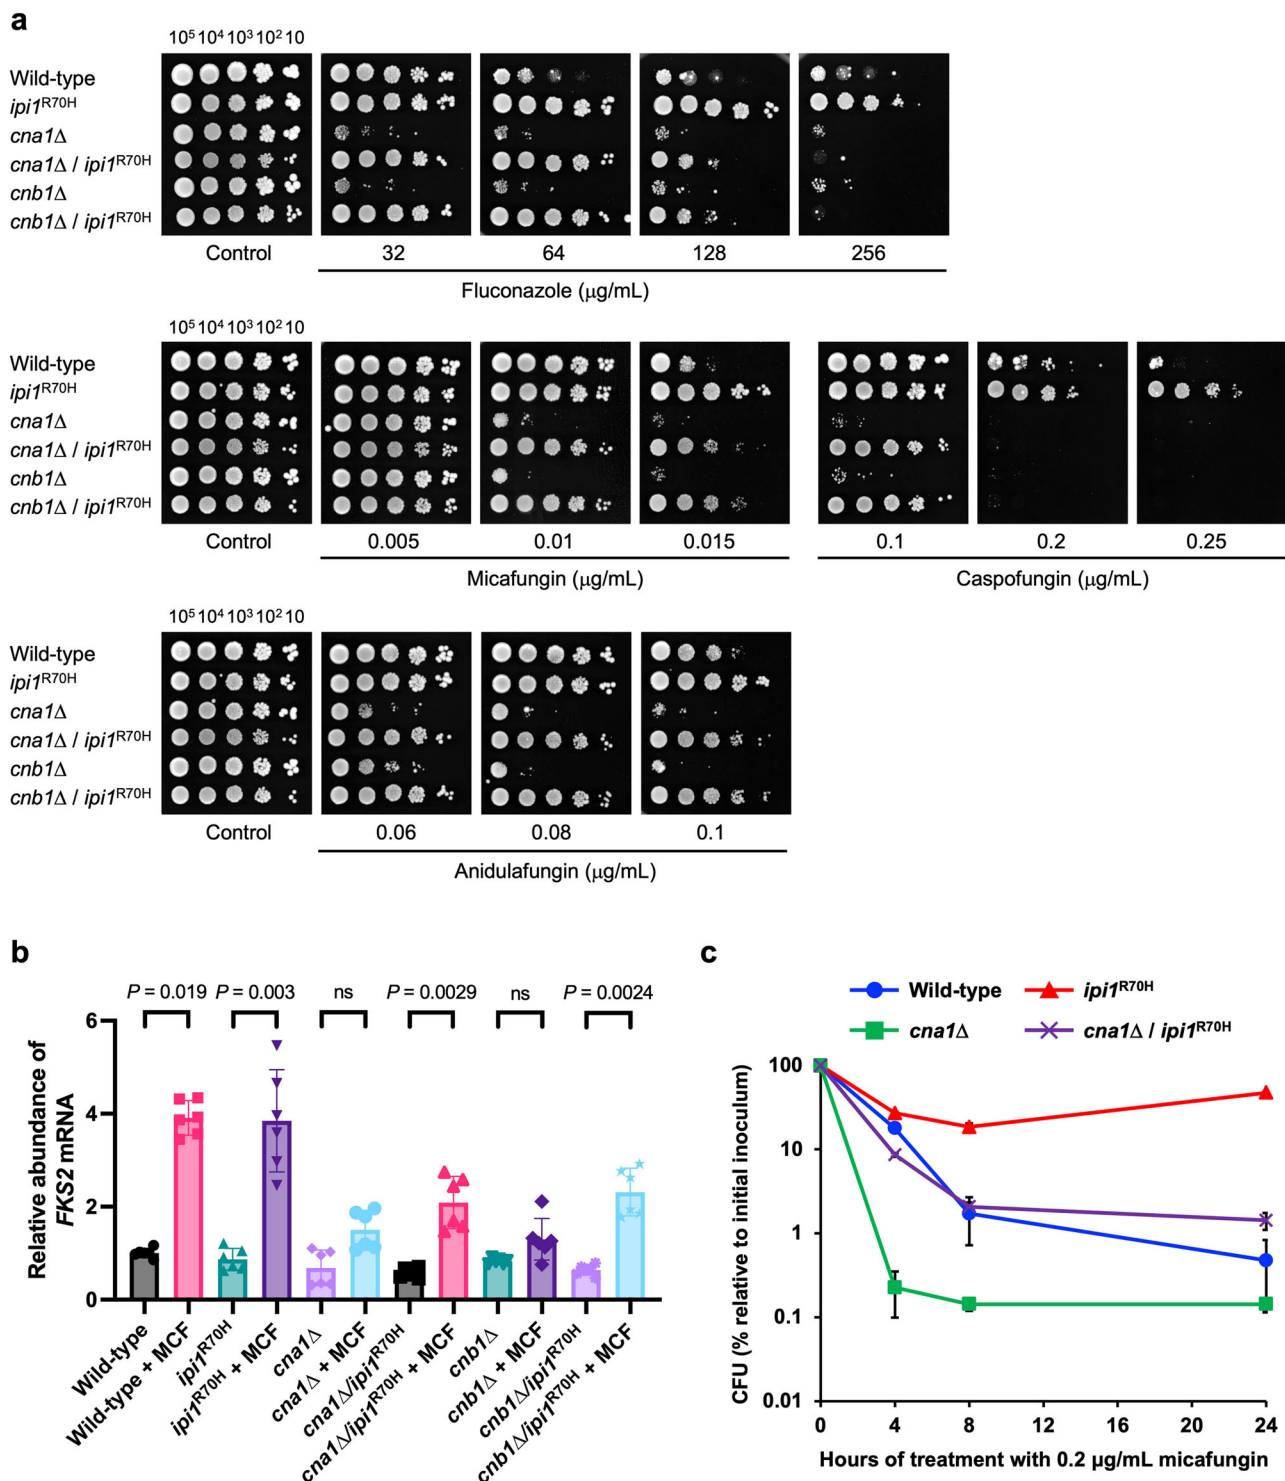 a
10⁵ 10⁴ 10³ 10² 10
Wild-type
ipi1ᴿ⁷⁰ᴴ
cna1Δ
cna1Δ / ipi1ᴿ⁷⁰ᴴ
cnb1Δ
cnb1Δ / ipi1ᴿ⁷⁰ᴴ
Control 32 64 128 256
Fluconazole (μg/mL)
10⁵ 10⁴ 10³ 10² 10
Wild-type
ipi1ᴿ⁷⁰ᴴ
cna1Δ
cna1Δ / ipi1ᴿ⁷⁰ᴴ
cnb1Δ
cnb1Δ / ipi1ᴿ⁷⁰ᴴ
Control 0.005 0.01 0.015 0.1 0.2 0.25
Micafungin (μg/mL) Caspofungin (μg/mL)
10⁵ 10⁴ 10³ 10² 10
Wild-type
ipi1ᴿ⁷⁰ᴴ
cna1Δ
cna1Δ / ipi1ᴿ⁷⁰ᴴ
cnb1Δ
cnb1Δ / ipi1ᴿ⁷⁰ᴴ
Control 0.06 0.08 0.1
Anidulafungin (μg/mL)
b
P = 0.019 P = 0.003 ns P = 0.0029 ns P = 0.0024
Relative abundance of
FKS2 mRNA
6
4
2
0
Wild-type
Wild-type + MCF
ipi1ᴿ⁷⁰ᴴ
ipi1ᴿ⁷⁰ᴴ + MCF
cna1Δ
cna1Δ + MCF
cna1Δ/ipi1ᴿ⁷⁰ᴴ
cna1Δ/ipi1ᴿ⁷⁰ᴴ + MCF
cnb1Δ
cnb1Δ + MCF
cnb1Δ/ipi1ᴿ⁷⁰ᴴ
cnb1Δ/ipi1ᴿ⁷⁰ᴴ + MCF
c
Wild-type ipi1ᴿ⁷⁰ᴴ
cna1Δ cna1Δ / ipi1ᴿ⁷⁰ᴴ
CFU (% relative to initial inoculum)
100
10
1
0.1
0.01
0 4 8 12 16 20 24
Hours of treatment with 0.2 μg/mL micafungin